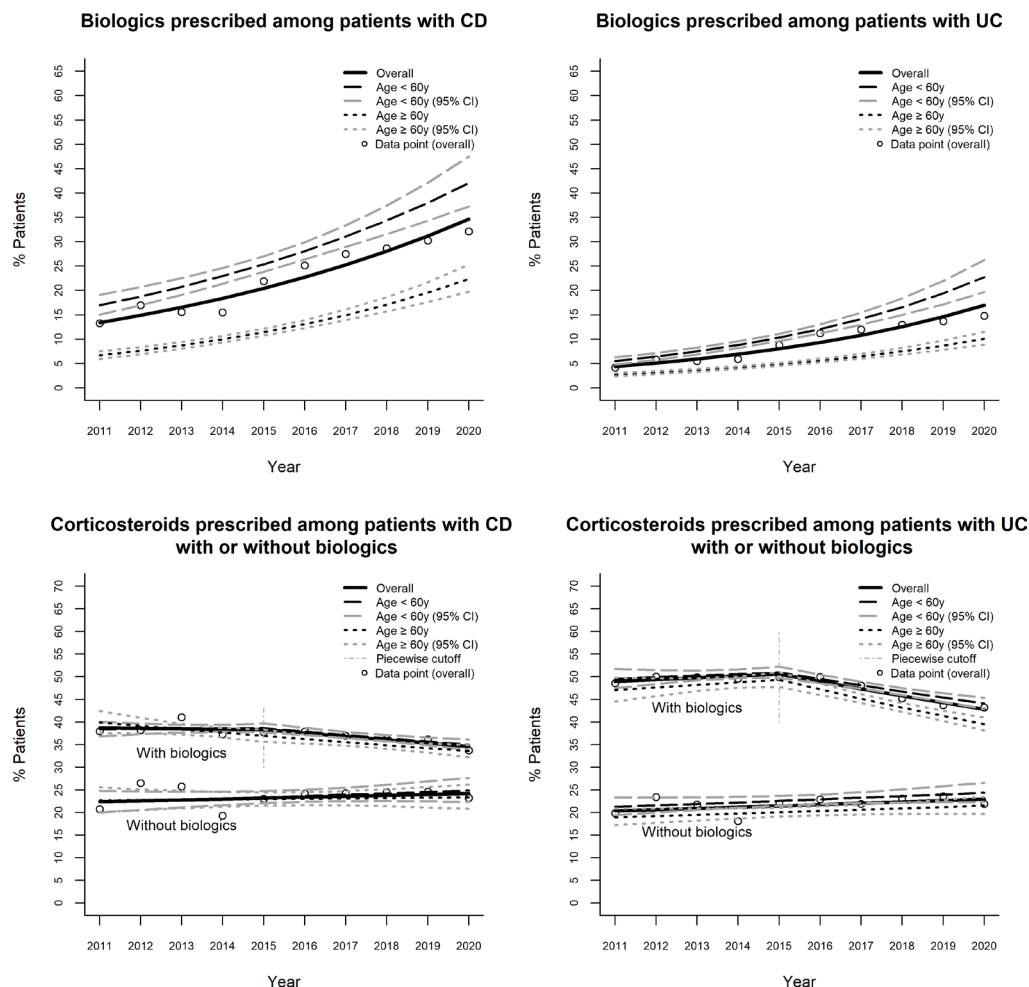 Biologics prescribed among patients with CD
65
60
55
50
45
40
35
30
25
20
15
10
5
0
% Patients
Overall
Age < 60y
Age < 60y (95% CI)
Age ≥ 60y
Age ≥ 60y (95% CI)
Data point (overall)
2011 2012 2013 2014 2015 2016 2017 2018 2019 2020
Year
Biologics prescribed among patients with UC
65
60
55
50
45
40
35
30
25
20
15
10
5
0
% Patients
Overall
Age < 60y
Age < 60y (95% CI)
Age ≥ 60y
Age ≥ 60y (95% CI)
Data point (overall)
2011 2012 2013 2014 2015 2016 2017 2018 2019 2020
Year
Corticosteroids prescribed among patients with CD
with or without biologics
70
65
60
55
50
45
40
35
30
25
20
15
10
5
0
% Patients
Overall
Age < 60y
Age < 60y (95% CI)
Age ≥ 60y
Age ≥ 60y (95% CI)
Piecewise cutoff
Data point (overall)
With biologics
Without biologics
2011 2012 2013 2014 2015 2016 2017 2018 2019 2020
Year
Corticosteroids prescribed among patients with UC
with or without biologics
70
65
60
55
50
45
40
35
30
25
20
15
10
5
0
% Patients
Overall
Age < 60y
Age < 60y (95% CI)
Age ≥ 60y
Age ≥ 60y (95% CI)
Piecewise cutoff
Data point (overall)
With biologics
Without biologics
2011 2012 2013 2014 2015 2016 2017 2018 2019 2020
Year